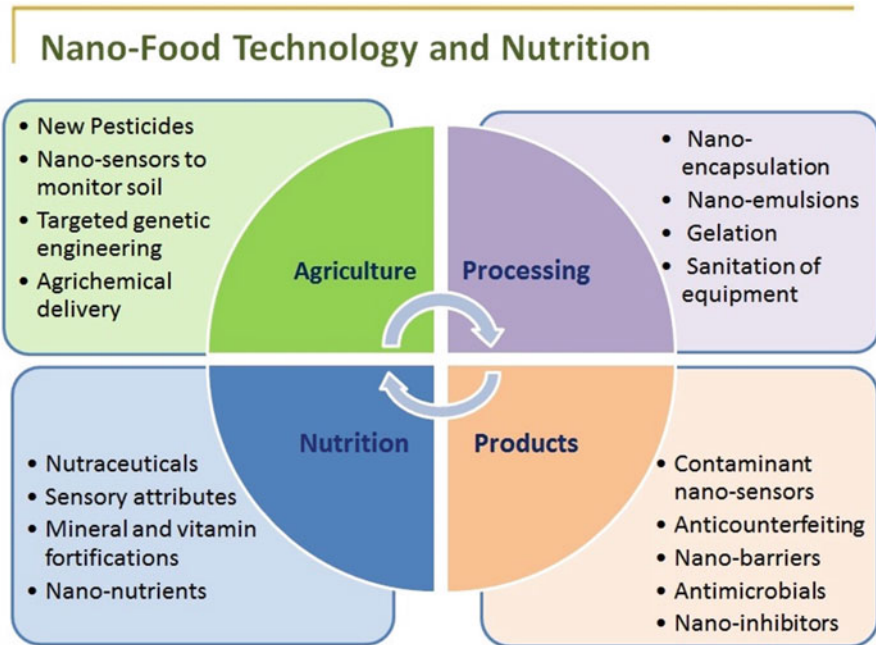 Nano-Food Technology and Nutrition
• New Pesticides
• Nano-sensors to
monitor soil
• Targeted genetic
engineering
• Agrichemical
delivery
Agriculture
Processing
• Nano-
encapsulation
• Nano-emulsions
• Gelation
• Sanitation of
equipment
• Nutraceuticals
• Sensory attributes
• Mineral and vitamin
fortifications
• Nano-nutrients
Nutrition
Products
• Contaminant
nano-sensors
• Anticounterfeiting
• Nano-barriers
• Antimicrobials
• Nano-inhibitors